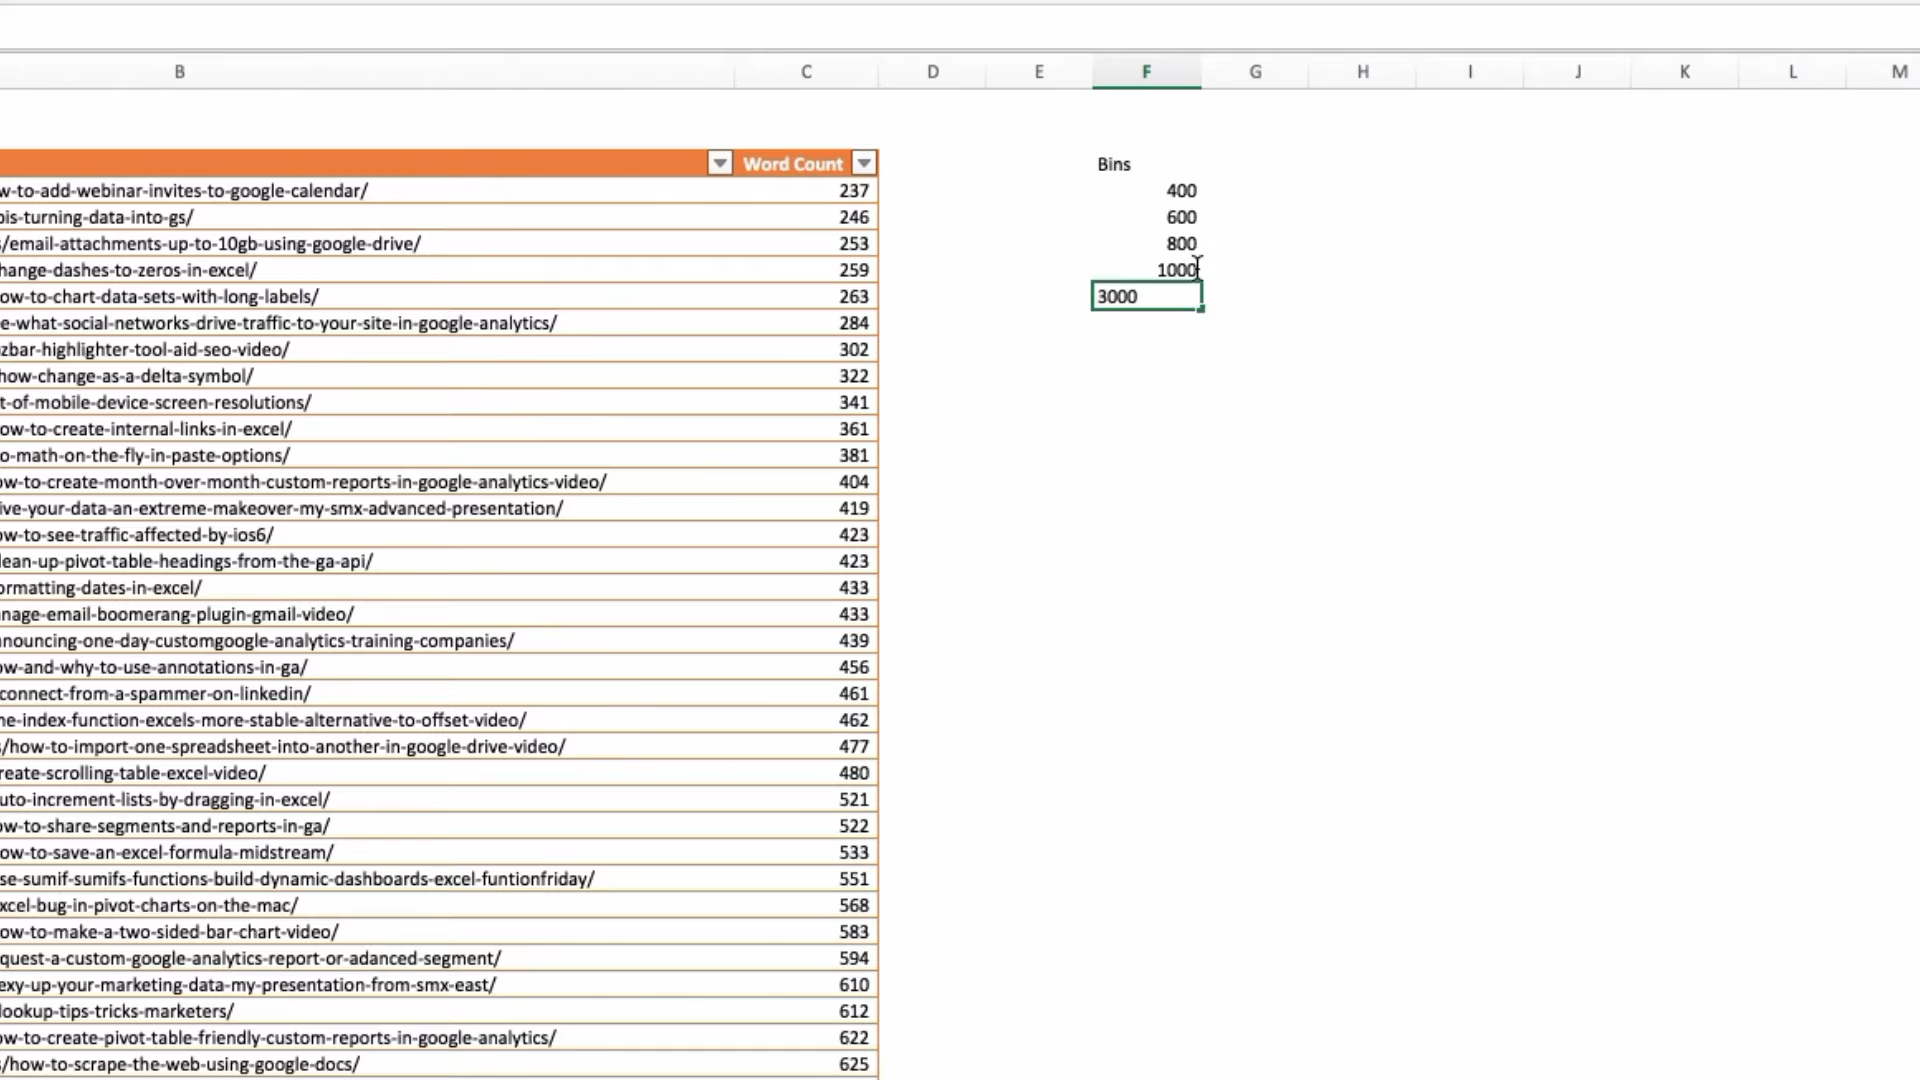 B C D E F G H I J K L M
Word Count Bins
w-to-add-webinar-invites-to-google-calendar/ 237 400
is-turning-data-into-gs/ 246 600
/email-attachments-up-to-10gb-using-google-drive/ 253 800
hange-dashes-to-zeros-in-excel/ 259 1000
ow-to-chart-data-sets-with-long-labels/ 263 3000
e-what-social-networks-drive-traffic-to-your-site-in-google-analytics/ 284
zbar-highlighter-tool-aid-seo-video/ 302
how-change-as-a-delta-symbol/ 322
t-of-mobile-device-screen-resolutions/ 341
ow-to-create-internal-links-in-excel/ 361
o-math-on-the-fly-in-paste-options/ 381
ow-to-create-month-over-month-custom-reports-in-google-analytics-video/ 404
ive-your-data-an-extreme-makeover-my-smx-advanced-presentation/ 419
ow-to-see-traffic-affected-by-ios6/ 423
lean-up-pivot-table-headings-from-the-ga-api/ 423
ormatting-dates-in-excel/ 433
nage-email-boomerang-plugin-gmail-video/ 433
nnouncing-one-day-customgoogle-analytics-training-companies/ 439
ow-and-why-to-use-annotations-in-ga/ 456
connect-from-a-spammer-on-linkedin/ 461
he-index-function-excels-more-stable-alternative-to-offset-video/ 462
/how-to-import-one-spreadsheet-into-another-in-google-drive-video/ 477
reate-scrolling-table-excel-video/ 480
uto-increment-lists-by-dragging-in-excel/ 521
ow-to-share-segments-and-reports-in-ga/ 522
ow-to-save-an-excel-formula-midstream/ 533
se-sumif-sumifs-functions-build-dynamic-dashboards-excel-funtionfriday/ 551
xcel-bug-in-pivot-charts-on-the-mac/ 568
ow-to-make-a-two-sided-bar-chart-video/ 583
quest-a-custom-google-analytics-report-or-adanced-segment/ 594
exy-up-your-marketing-data-my-presentation-from-smx-east/ 610
lookup-tips-tricks-marketers/ 612
ow-to-create-pivot-table-friendly-custom-reports-in-google-analytics/ 622
/how-to-scrape-the-web-using-google-docs/ 625